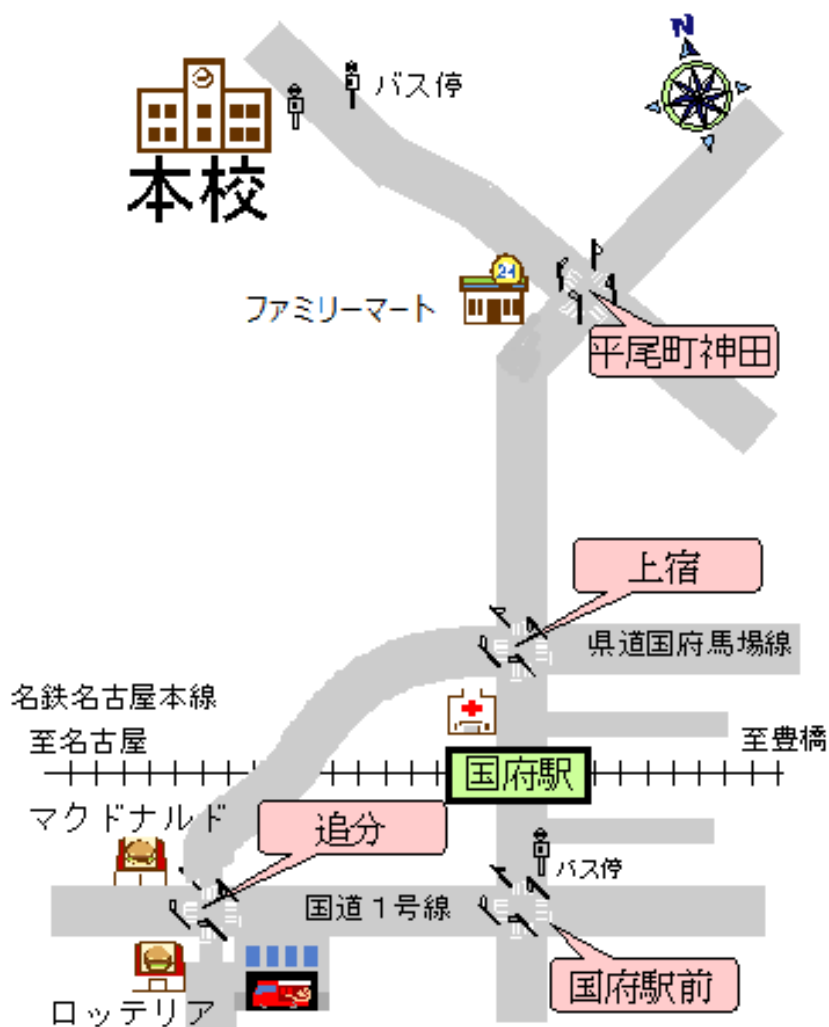 N
バス停
本校
24
ファミリーマート
平尾町神田
上宿
県道国府馬場線
名鉄名古屋本線
至名古屋
至豊橋
国府駅
マクドナルド
追分
バス停
国道1号線
国府駅前
ロッテリア